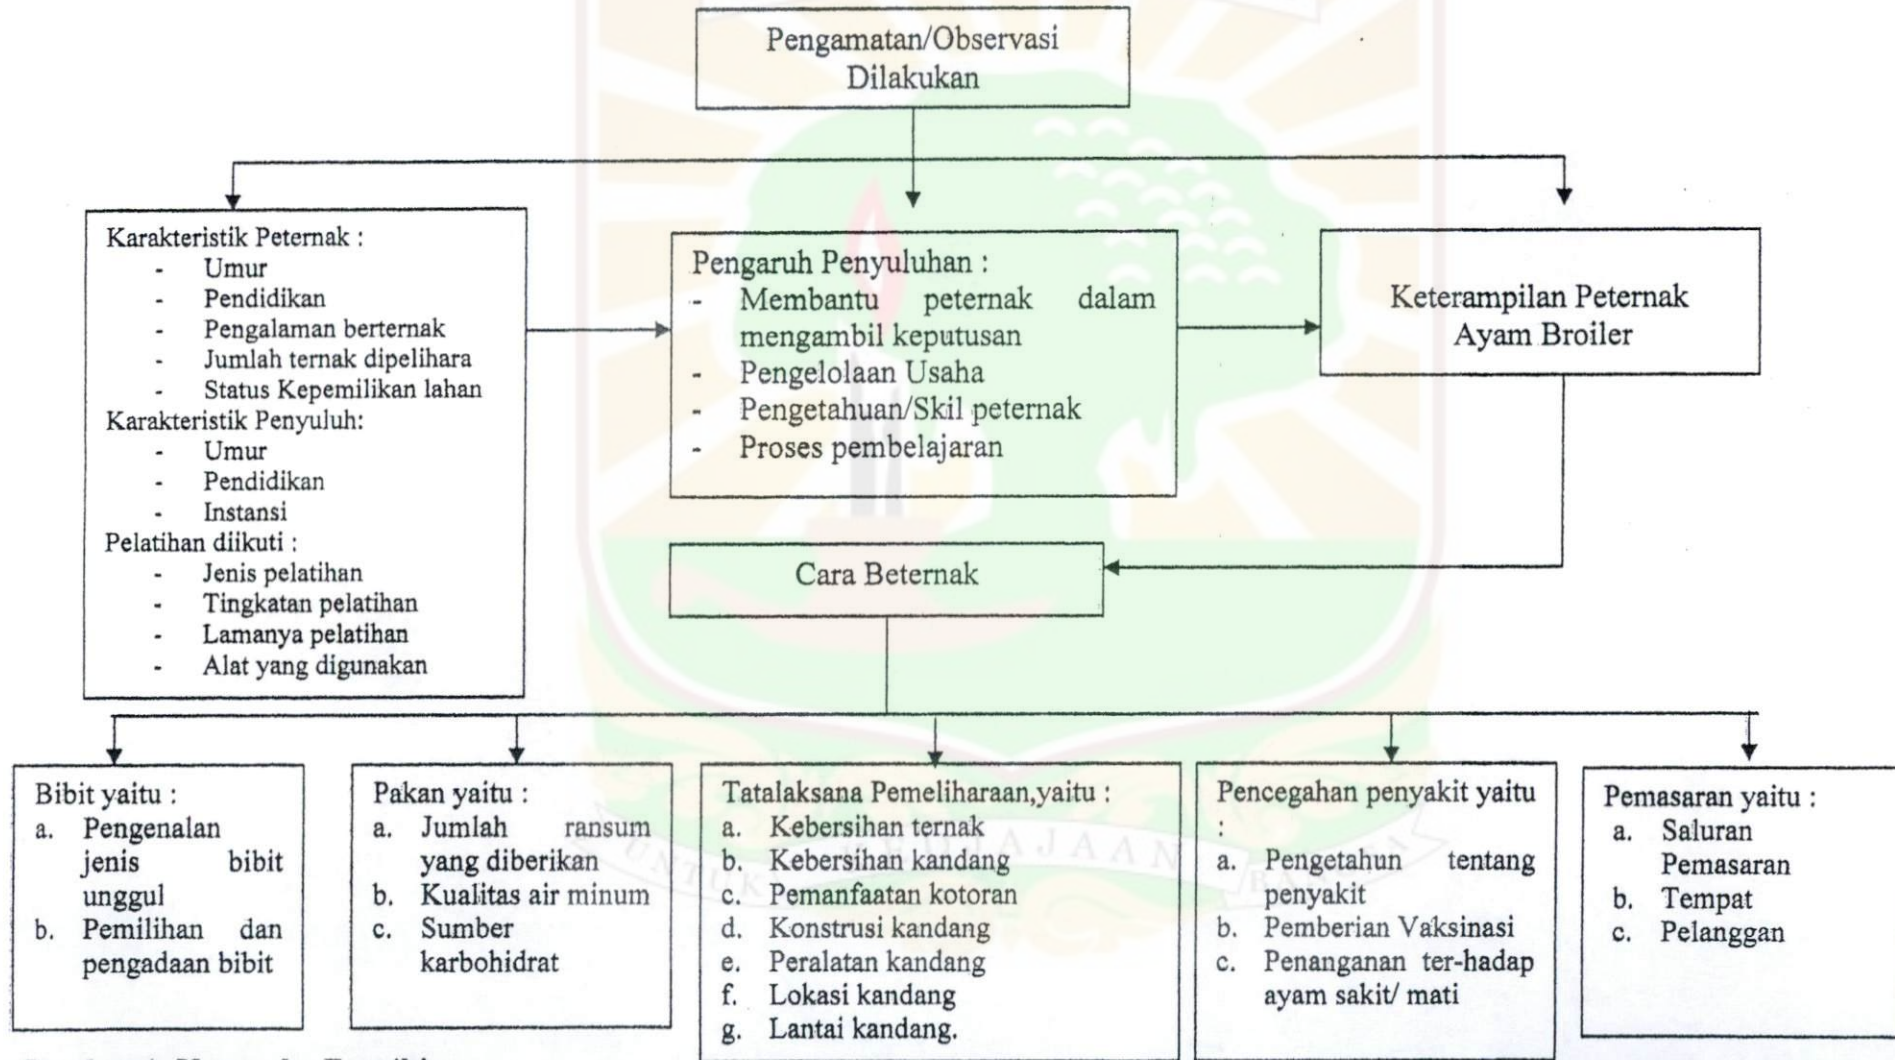 Pengamatan/Observasi
Dilakukan
Karakteristik Peternak :
- Umur
- Pendidikan
- Pengalaman berternak
- Jumlah ternak dipelihara
- Status Kepemilikan lahan
Karakteristik Penyuluh:
- Umur
- Pendidikan
- Instansi
Pelatihan diikuti :
- Jenis pelatihan
- Tingkatan pelatihan
- Lamanya pelatihan
- Alat yang digunakan
Pengaruh Penyuluhan :
- Membantu peternak dalam
mengambil keputusan
- Pengelolaan Usaha
- Pengetahuan/Skil peternak
- Proses pembelajaran
Keterampilan Peternak
Ayam Broiler
Cara Beternak
Bibit yaitu :
a. Pengenalan
jenis bibit
unggul
b. Pemilihan dan
pengadaan bibit
Pakan yaitu :
a. Jumlah ransum
yang diberikan
b. Kualitas air minum
c. Sumber
karbohidrat
Tatalaksana Pemeliharaan,yaitu :
a. Kebersihan ternak
b. Kebersihan kandang
c. Pemanfaatan kotoran
d. Konstrusi kandang
e. Peralatan kandang
f. Lokasi kandang
g. Lantai kandang.
Pencegahan penyakit yaitu
:
a. Pengetahun tentang
penyakit
b. Pemberian Vaksinasi
c. Penanganan ter-hadap
ayam sakit/ mati
Pemasaran yaitu :
a. Saluran
Pemasaran
b. Tempat
c. Pelanggan
UNTUK KEDJAJAAN BANGSA